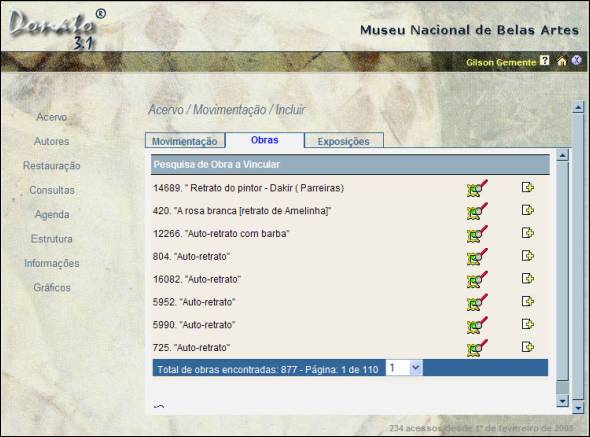 Donato ®
3.1
Museu Nacional de Belas Artes
Gilson Gemente ? X
Acervo
Autores
Restauração
Consultas
Agenda
Estrutura
Informações
Gráficos
Acervo / Movimentação / Incluir
Movimentação Obras Exposições
Pesquisa de Obra a Vincular
14689. " Retrato do pintor - Dakir ( Parreiras)
420. "A rosa branca [retrato de Amelinha]"
12266. "Auto-retrato com barba"
804. "Auto-retrato"
16082. "Auto-retrato"
5952. "Auto-retrato"
5990. "Auto-retrato"
725. "Auto-retrato"
Total de obras encontradas: 877 - Página: 1 de 110 1
234 acessos desde 1º de fevereiro de